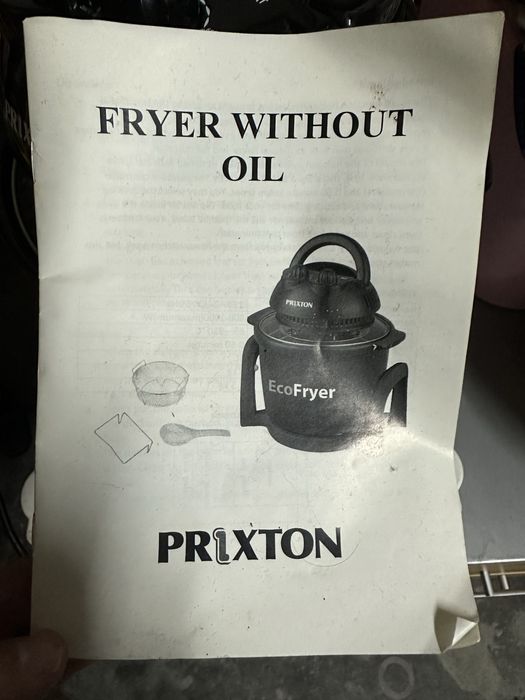 FRYER WITHOUT
OIL
PRIXTON
EcoFryer
PRIXTON